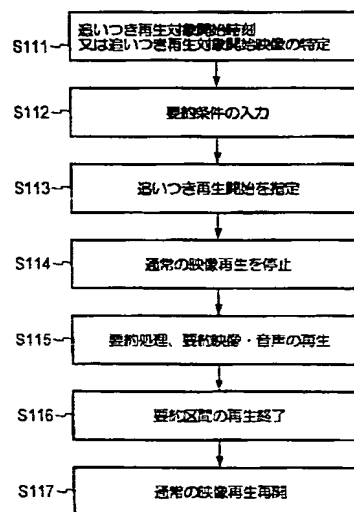 S111
追いつき再生対象開始時刻
又は追いつき再生対象開始映像の特定
S112
要約条件の入力
S113
追いつき再生開始を指定
S114
通常の映像再生を停止
S115
要約処理、要約映像・音声の再生
S116
要約区間の再生終了
S117
通常の映像再生再開